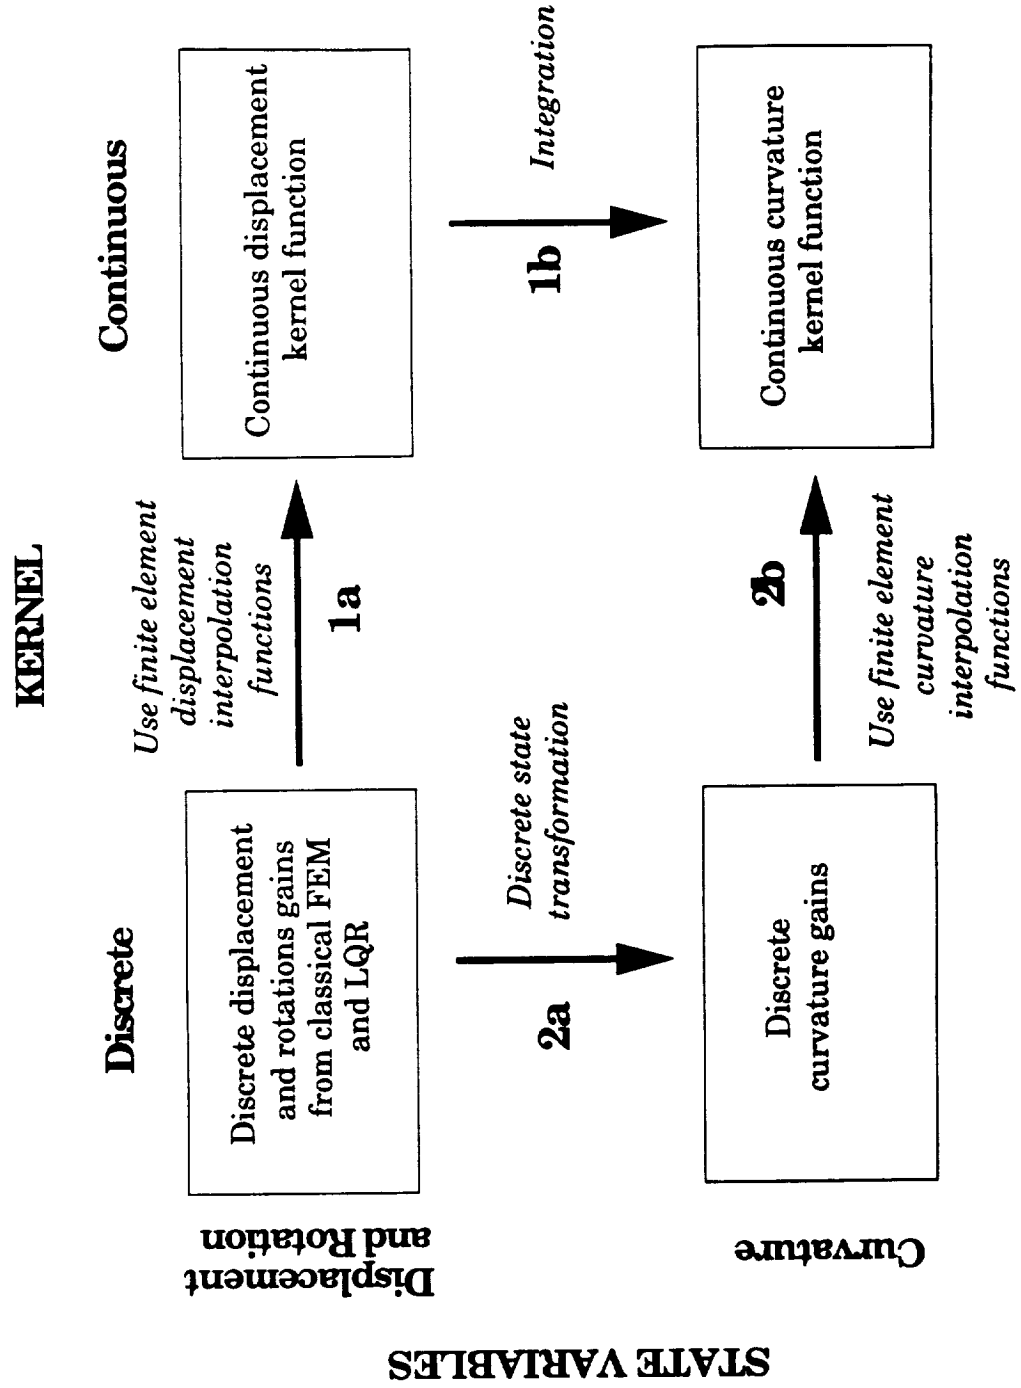 KERNEL
Discrete
Continuous
STATE VARIABLES
Displacement
and Rotation
Discrete displacement
and rotations gains
from classical FEM
and LQR
Use finite element
displacement
interpolation
functions
1a
Continuous displacement
kernel function
2a
Discrete state
transformation
1b
Integration
Curvature
Discrete
curvature gains
2b
Use finite element
curvature
interpolation
functions
Continuous curvature
kernel function